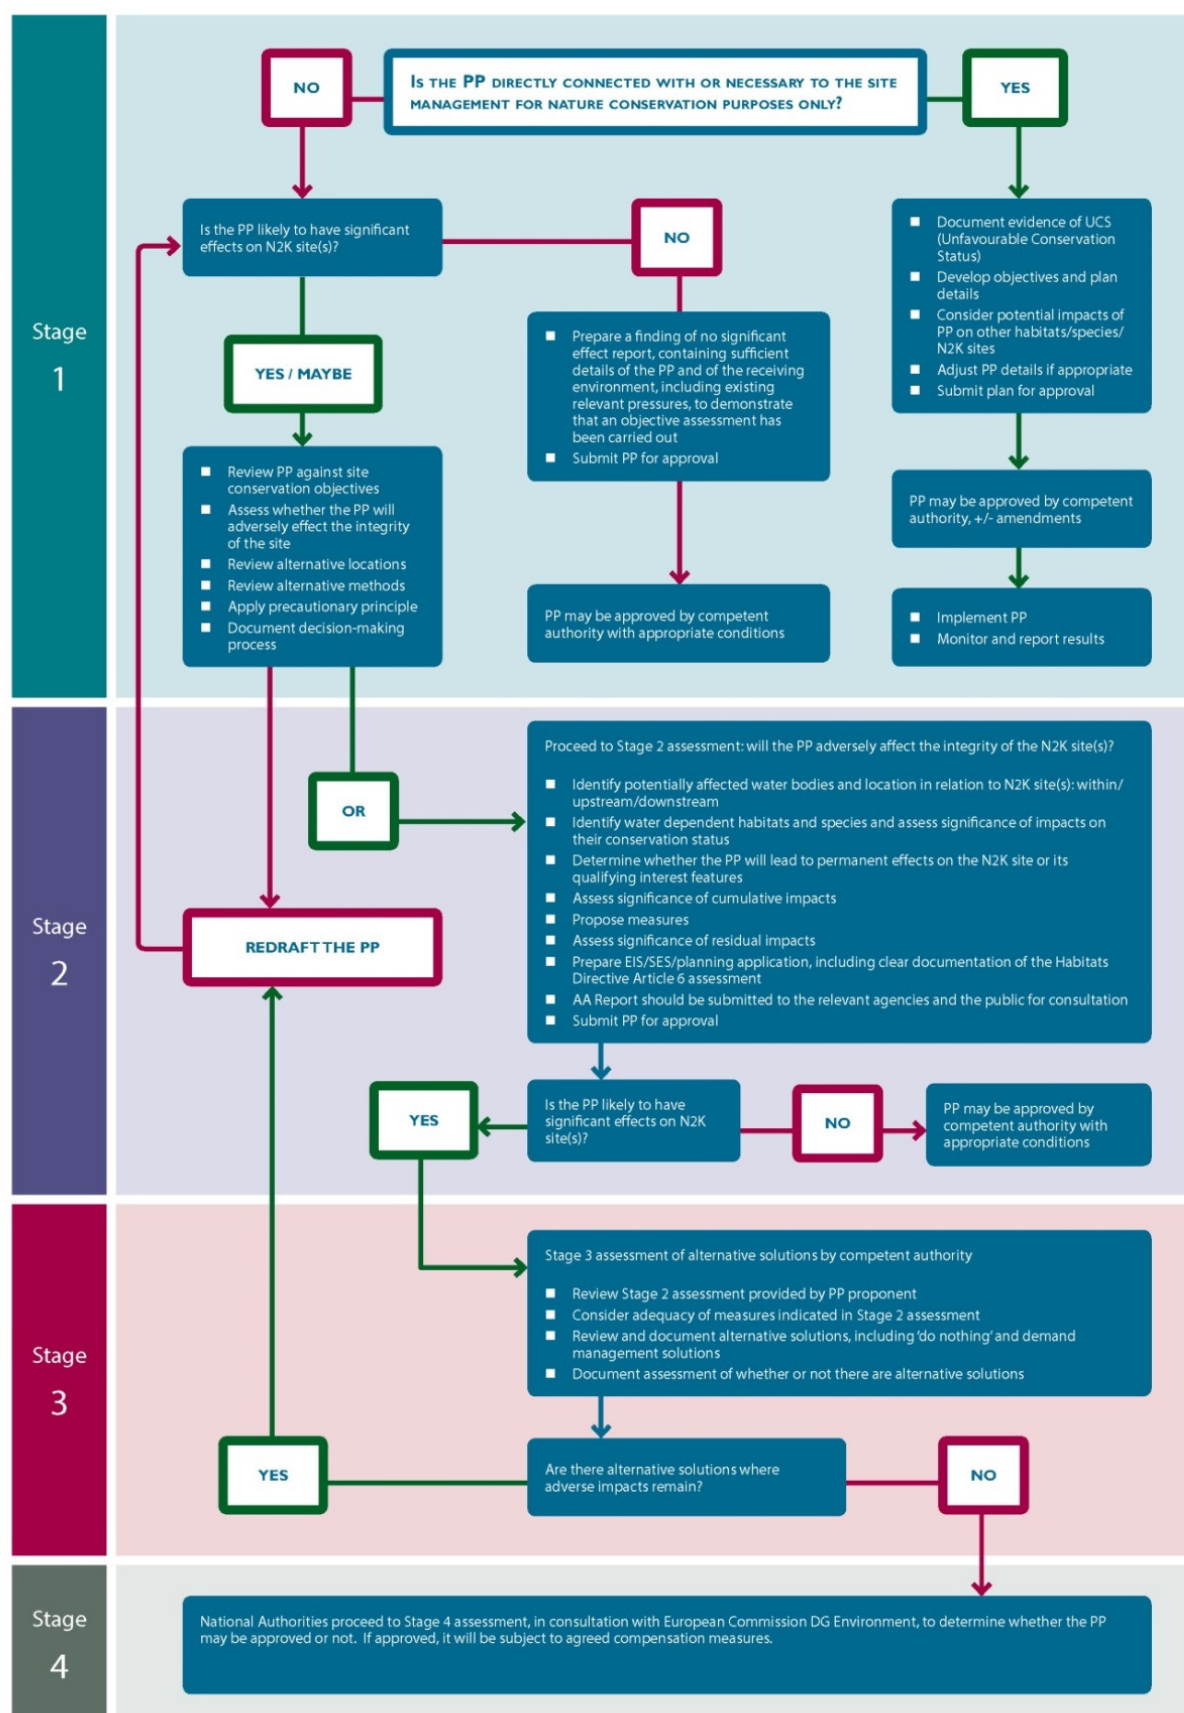 NO
IS THE PP DIRECTLY CONNECTED WITH OR NECESSARY TO THE SITE
MANAGEMENT FOR NATURE CONSERVATION PURPOSES ONLY?
YES
Stage
1
Is the PP likely to have significant
effects on N2K site(s)?
NO
■ Document evidence of UCS
(Unfavourable Conservation
Status)
■ Develop objectives and plan
details
■ Consider potential impacts of
PP on other habitats/species/
N2K sites
■ Adjust PP details if appropriate
■ Submit plan for approval
YES / MAYBE
■ Prepare a finding of no significant
effect report, containing sufficient
details of the PP and of the receiving
environment, including existing
relevant pressures, to demonstrate
that an objective assessment has
been carried out
■ Submit PP for approval
■ Review PP against site
conservation objectives
■ Assess whether the PP will
adversely effect the integrity
of the site
■ Review alternative locations
■ Review alternative methods
■ Apply precautionary principle
■ Document decision-making
process
PP may be approved by competent
authority, +/- amendments
PP may be approved by competent
authority with appropriate conditions
■ Implement PP
■ Monitor and report results
Stage
2
OR
Proceed to Stage 2 assessment: will the PP adversely affect the integrity of the N2K site(s)?
■ Identify potentially affected water bodies and location in relation to N2K site(s): within/
upstream/downstream
■ Identify water dependent habitats and species and assess significance of impacts on
their conservation status
■ Determine whether the PP will lead to permanent effects on the N2K site or its
qualifying interest features
■ Assess significance of cumulative impacts
■ Propose measures
■ Assess significance of residual impacts
■ Prepare EIS/SES/planning application, including clear documentation of the Habitats
Directive Article 6 assessment
■ AA Report should be submitted to the relevant agencies and the public for consultation
■ Submit PP for approval
REDRAFT THE PP
YES
Is the PP likely to have
significant effects on N2K
site(s)?
NO
PP may be approved by
competent authority with
appropriate conditions
Stage
3
Stage 3 assessment of alternative solutions by competent authority
■ Review Stage 2 assessment provided by PP proponent
■ Consider adequacy of measures indicated in Stage 2 assessment
■ Review and document alternative solutions, including 'do nothing' and demand
management solutions
■ Document assessment of whether or not there are alternative solutions
YES
Are there alternative solutions where
adverse impacts remain?
NO
Stage
4
National Authorities proceed to Stage 4 assessment, in consultation with European Commission DG Environment, to determine whether the PP
may be approved or not. If approved, it will be subject to agreed compensation measures.